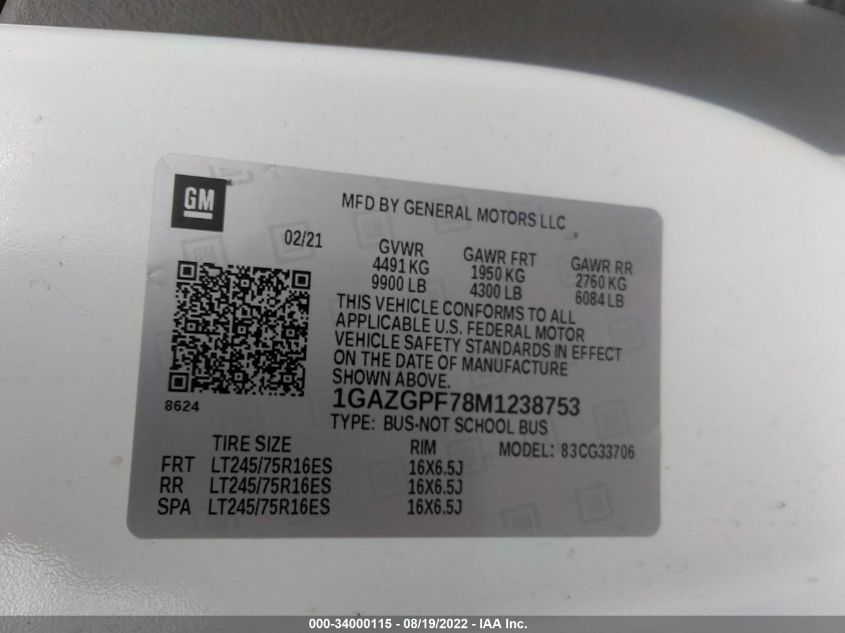 GM
MFD BY GENERAL MOTORS LLC
02/21
GVWR GAWR FRT GAWR RR
4491 KG 1950 KG 2760 KG
9900 LB 4300 LB 6084 LB
THIS VEHICLE CONFORMS TO ALL
APPLICABLE U.S. FEDERAL MOTOR
VEHICLE SAFETY STANDARDS IN EFFECT
ON THE DATE OF MANUFACTURE
SHOWN ABOVE.
8624
1GAZGPF78M1238753
TYPE: BUS-NOT SCHOOL BUS
TIRE SIZE RIM MODEL: 83CG33706
FRT LT245/75R16ES 16X6.5J
RR LT245/75R16ES 16X6.5J
SPA LT245/75R16ES 16X6.5J
000-34000115 - 08/19/2022 - IAA Inc.